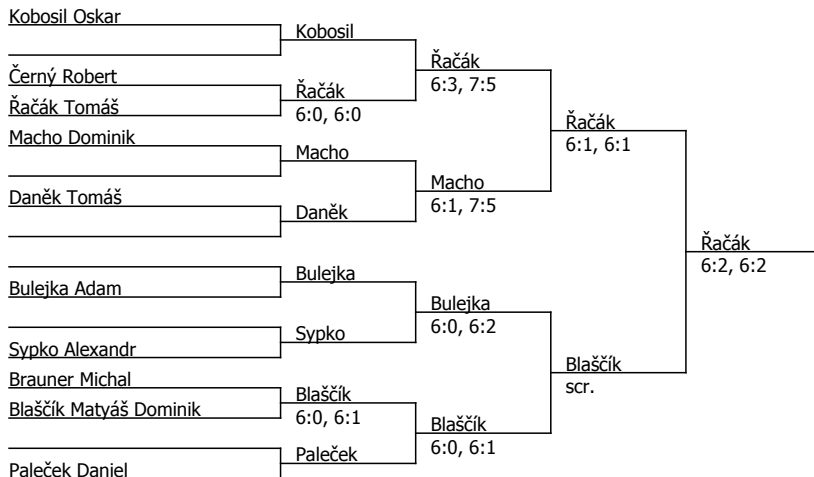 Kobosil Oskar
Černý Robert
Řačák Tomáš
Macho Dominik
Daněk Tomáš
Bulejka Adam
Sypko Alexandr
Brauner Michal
Blaščík Matyáš Dominik
Paleček Daniel
Kobosil
Řačák
6:0, 6:0
Macho
Daněk
Bulejka
Sypko
Blaščík
6:0, 6:1
Paleček
Řačák
6:3, 7:5
Macho
6:1, 7:5
Bulejka
6:0, 6:2
Blaščík
6:0, 6:1
Řačák
6:1, 6:1
Blaščík
scr.
Řačák
6:2, 6:2